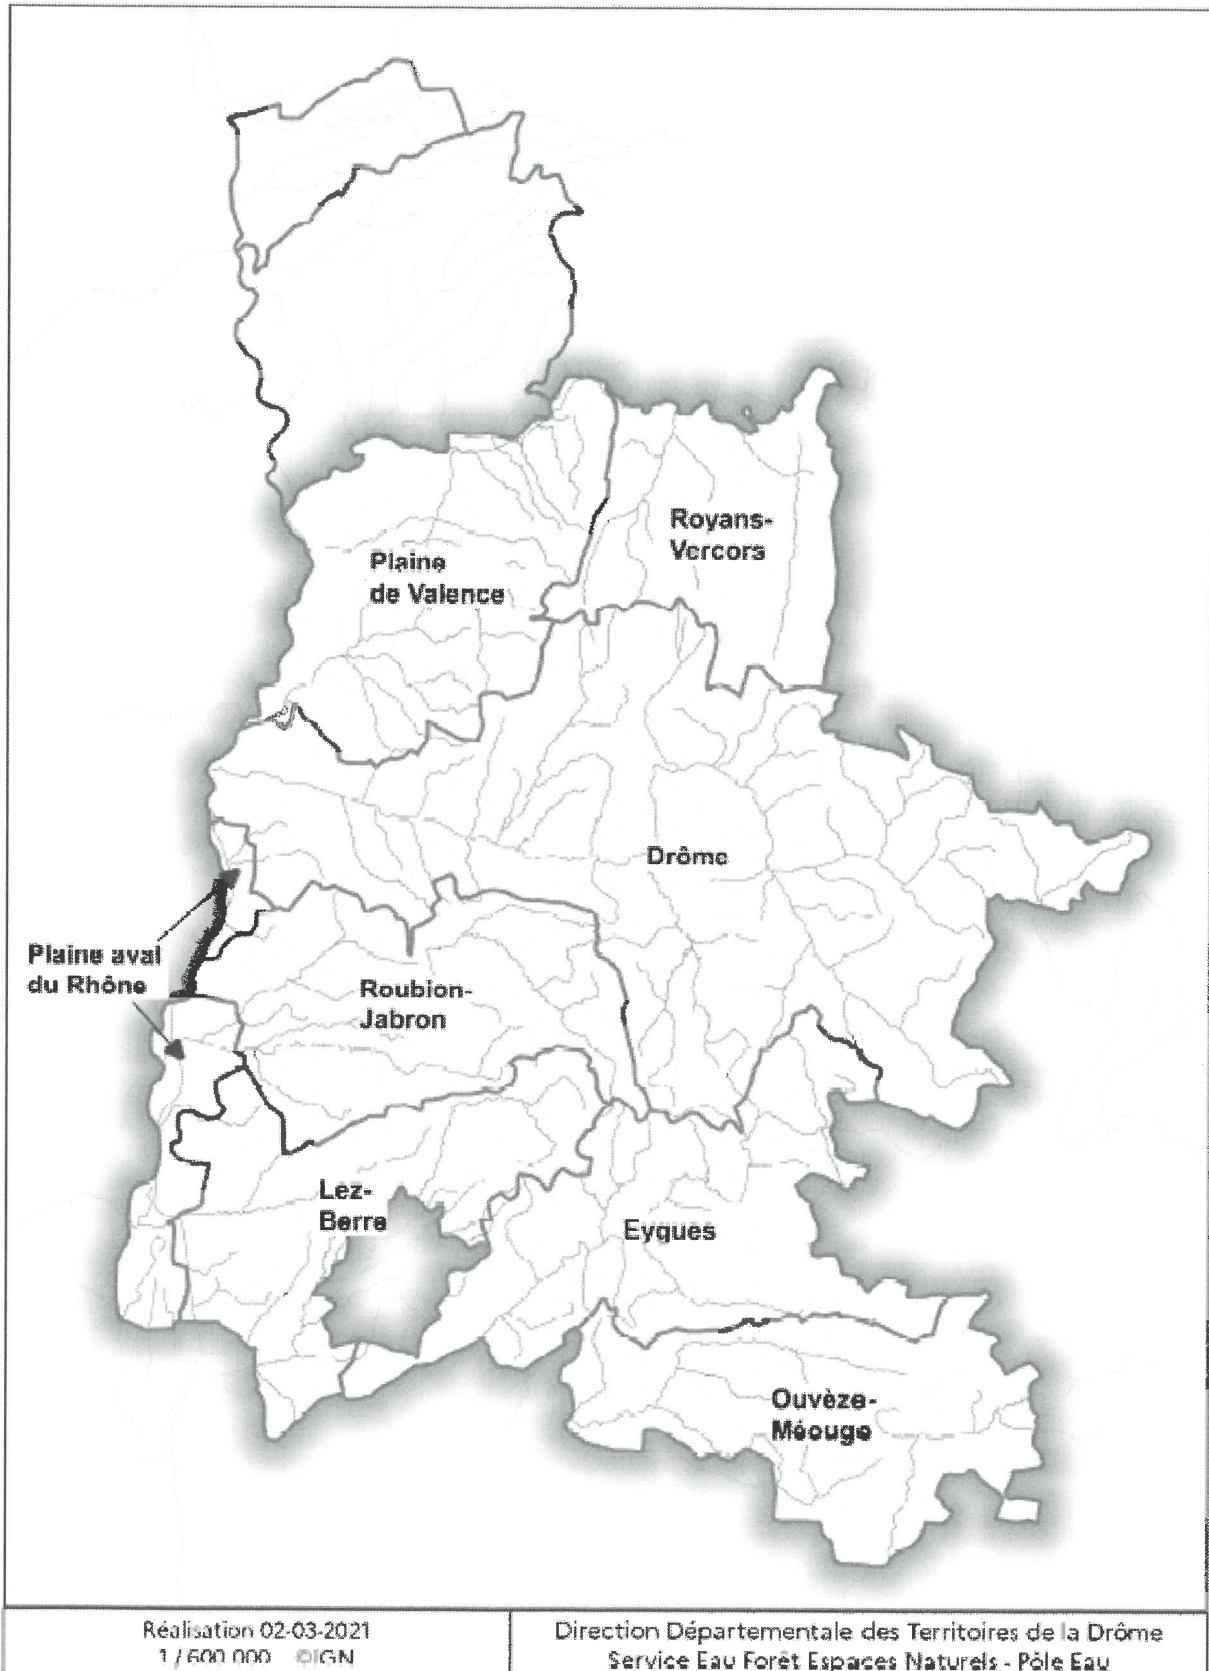 Royans-
Vercors
Plaine
de Valence
Drôme
Plaine aval
du Rhône
Roubion-
Jabron
Lez-
Berre
Eygues
Ouvèze-
Méouge
Réalisation 02-03-2021
1 / 600 000 ©IGN
Direction Départementale des Territoires de la Drôme
Service Eau Forêt Espaces Naturels - Pôle Eau